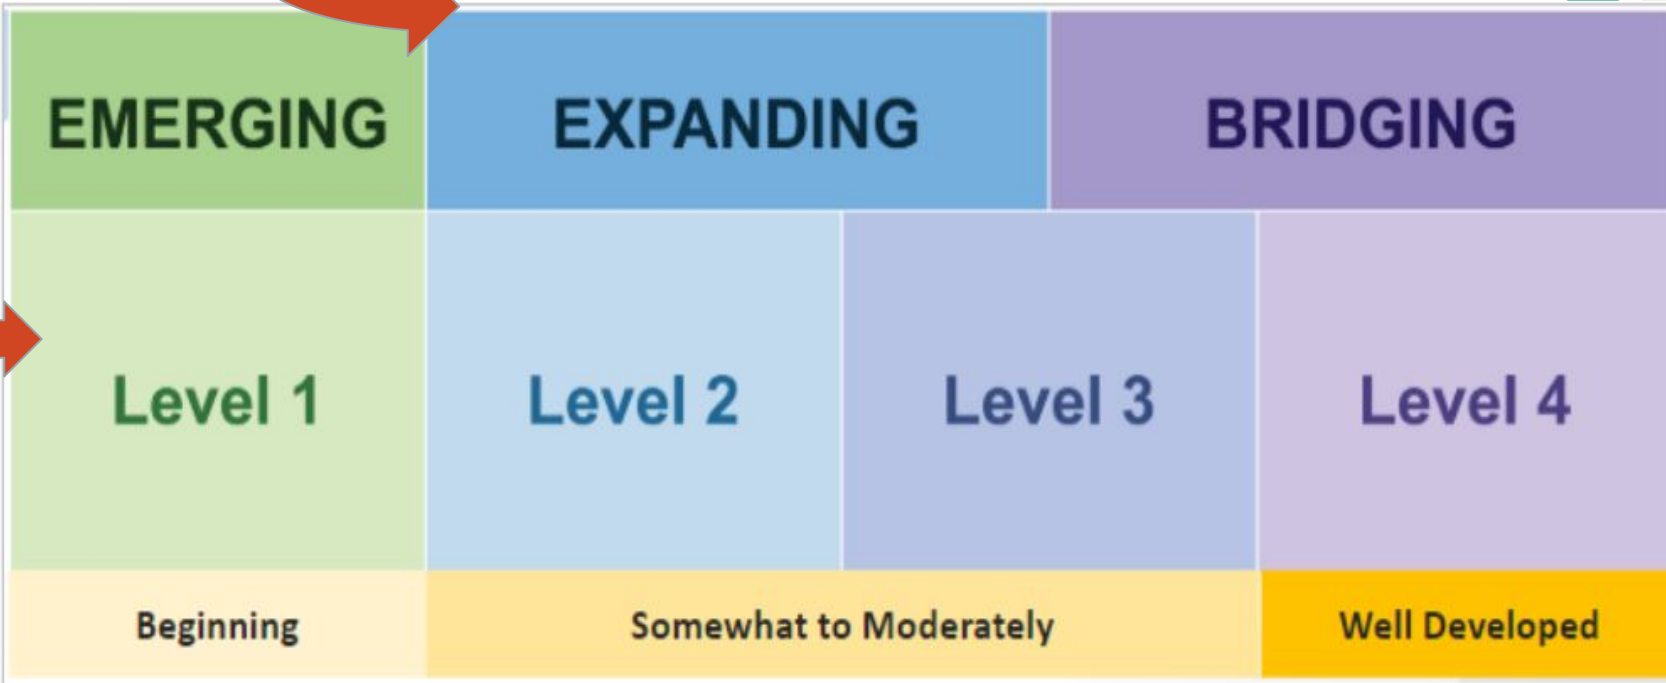 EMERGING EXPANDING BRIDGING
Level 1 Level 2 Level 3 Level 4
Beginning Somewhat to Moderately Well Developed